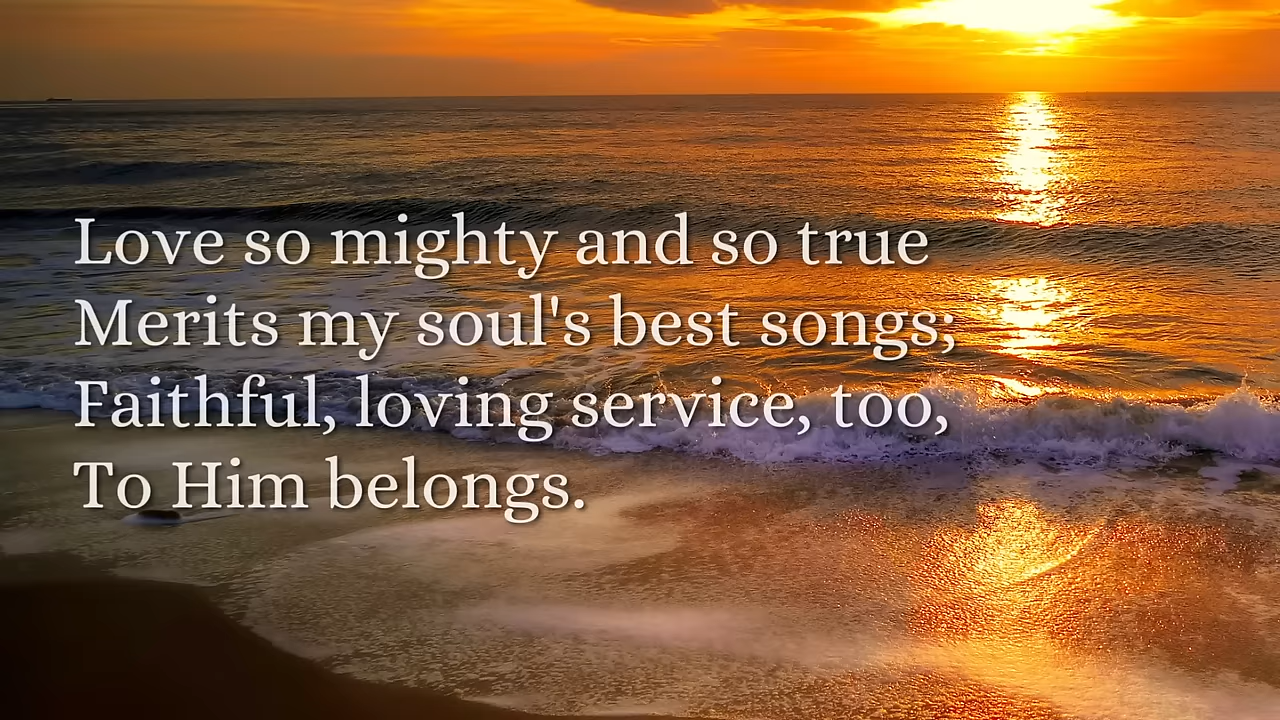 Love so mighty and so true
Merits my soul's best songs;
Faithful, loving service, too,
To Him belongs.